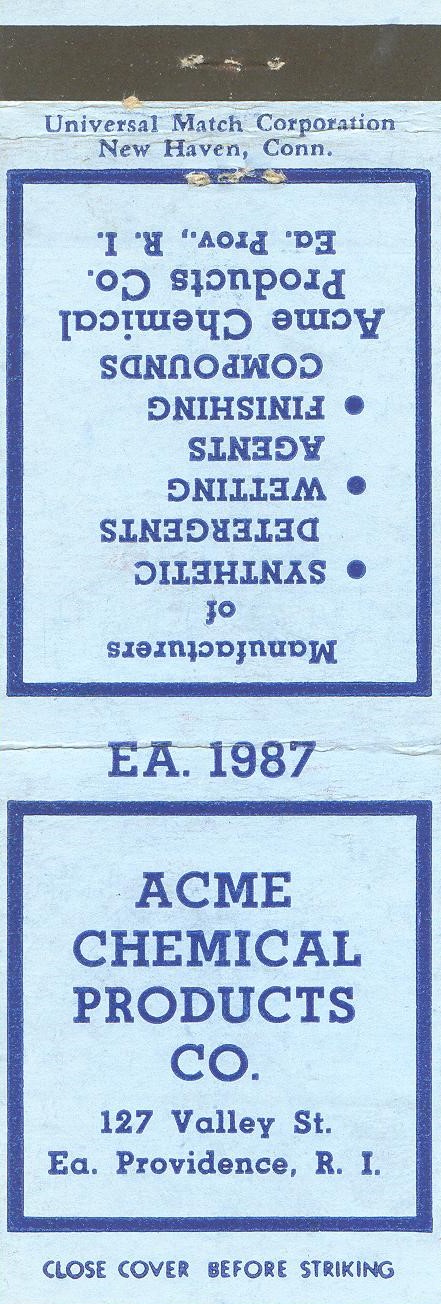 Universal Match Corporation
New Haven, Conn.
Manufacturers
of
● SYNTHETIC
DETERGENTS
● WETTING
AGENTS
● FINISHING
COMPOUNDS
Acme Chemical
Products Co.
Ea. Prov., R. I.
EA. 1987
ACME
CHEMICAL
PRODUCTS
CO.
127 Valley St.
Ea. Providence, R. I.
CLOSE COVER BEFORE STRIKING